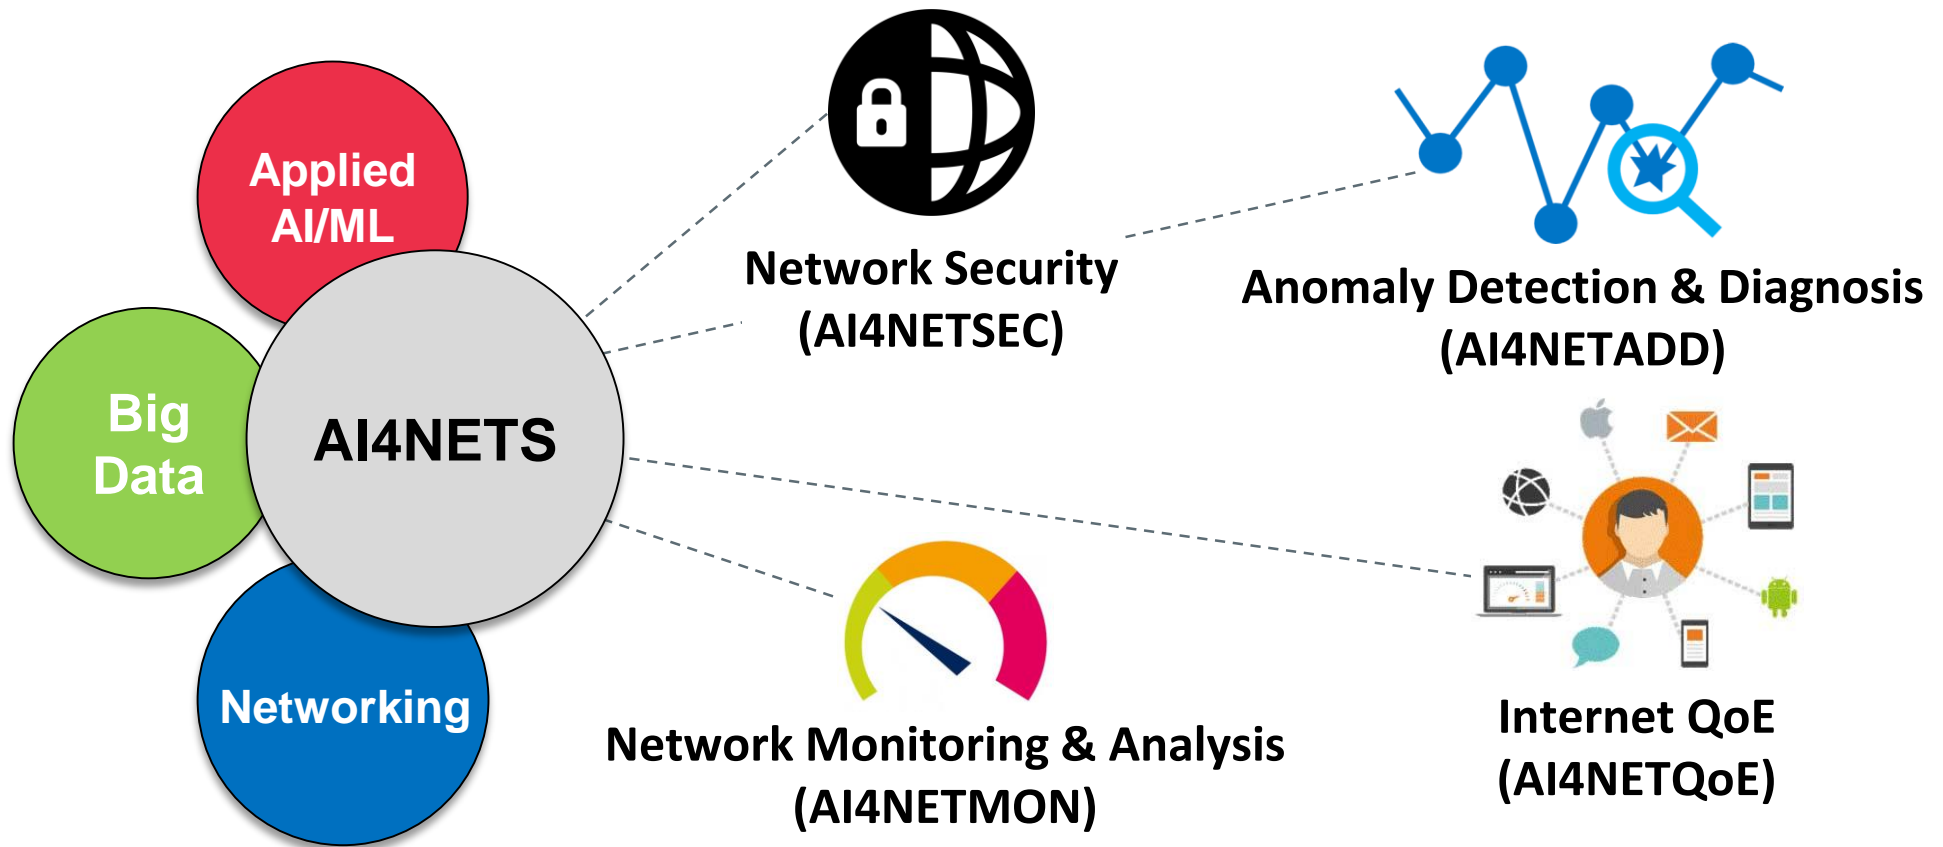 Applied
AI/ML
Big
Data
Networking
AI4NETS
Network Security
(AI4NETSEC)
Anomaly Detection & Diagnosis
(AI4NETADD)
Network Monitoring & Analysis
(AI4NETMON)
Internet QoE
(AI4NETQoE)